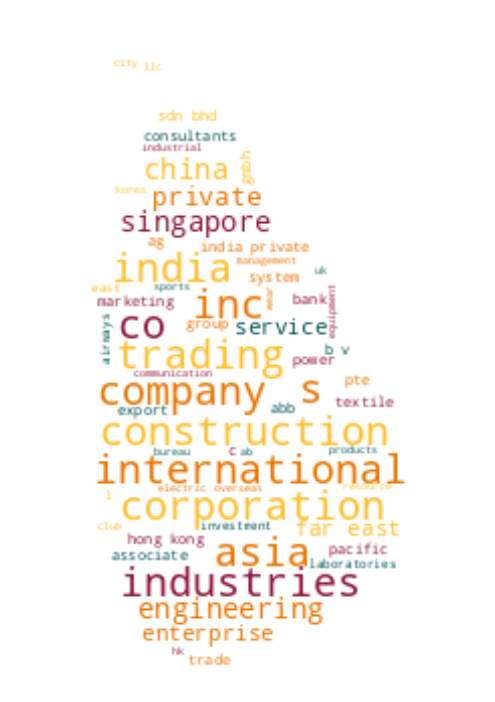 city llc
sdn bhd
consultants
industrial
china gmbh
korea
private
singapore
ag india private
management
india system uk
east sports
marketing inc wear bank equipment
co group service
airways
trading b v
power
communication
company s pte
export abb textile
construction
bureau c ab products
international
electric overseas resource
l corporation
club investment far east
hong kong asia pacific
associate laboratories
industries
engineering
enterprise
hk trade